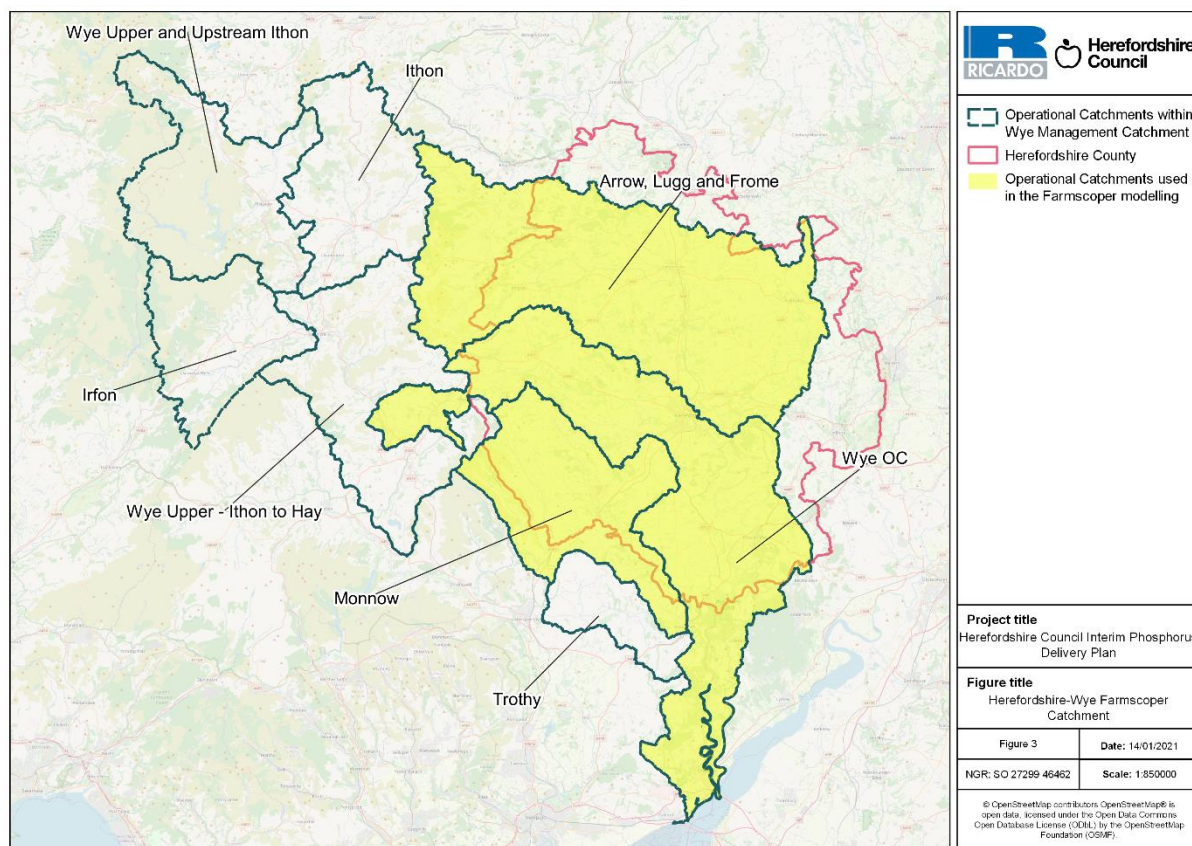 Wye Upper and Upstream Ithon
Ithon
Arrow, Lugg and Frome
Irfon
Wye OC
Wye Upper - Ithon to Hay
Monnow
Trothy
RICARDO
Herefordshire
Council
Operational Catchments within
Wye Management Catchment
Herefordshire County
Operational Catchments used
in the Farmscoper modelling
Project title
Herefordshire Council Interim Phosphoru
Delivery Plan
Figure title
Herefordshire-Wye Farmscoper
Catchment
Figure 3
Date: 14/01/2021
NGR: SO 27299 46462
Scale: 1:850000
© OpenStreetMap contributors OpenStreetMap® is
open data, licensed under the Open Data Commons
Open Database License (ODbL) by the OpenStreetMap
Foundation (OSMF).